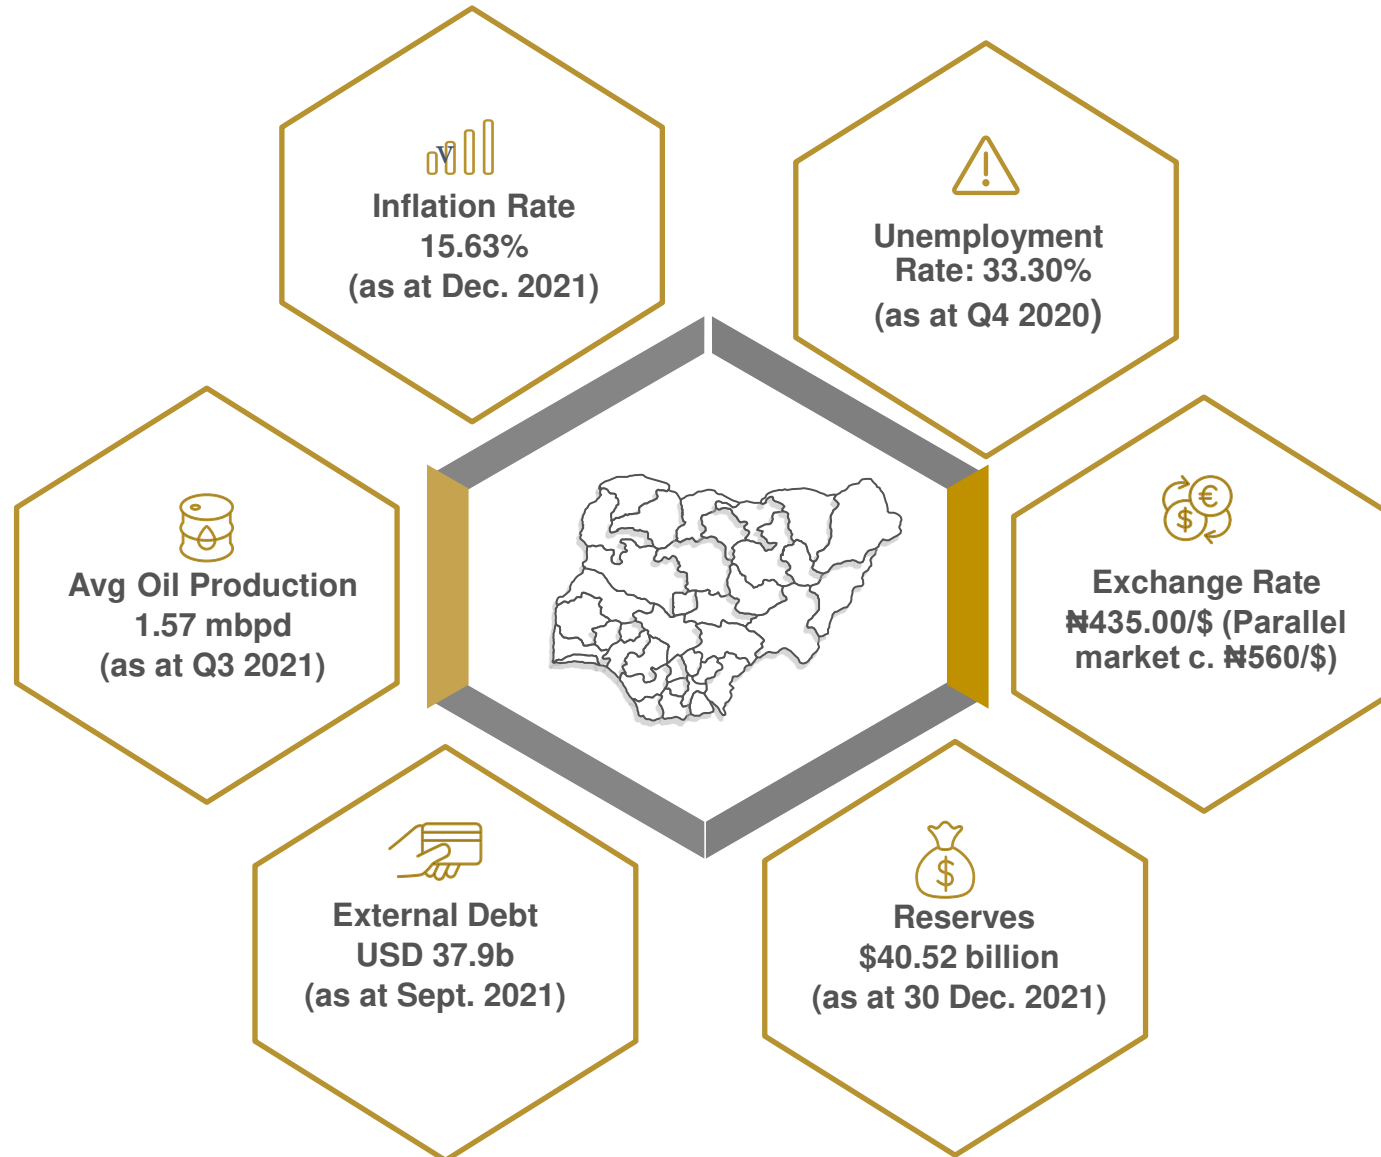 v
Inflation Rate
15.63%
(as at Dec. 2021)
Unemployment
Rate: 33.30%
(as at Q4 2020)
Avg Oil Production
1.57 mbpd
(as at Q3 2021)
€
$
Exchange Rate
₦435.00/$ (Parallel
market c. ₦560/$)
External Debt
USD 37.9b
(as at Sept. 2021)
$
Reserves
$40.52 billion
(as at 30 Dec. 2021)